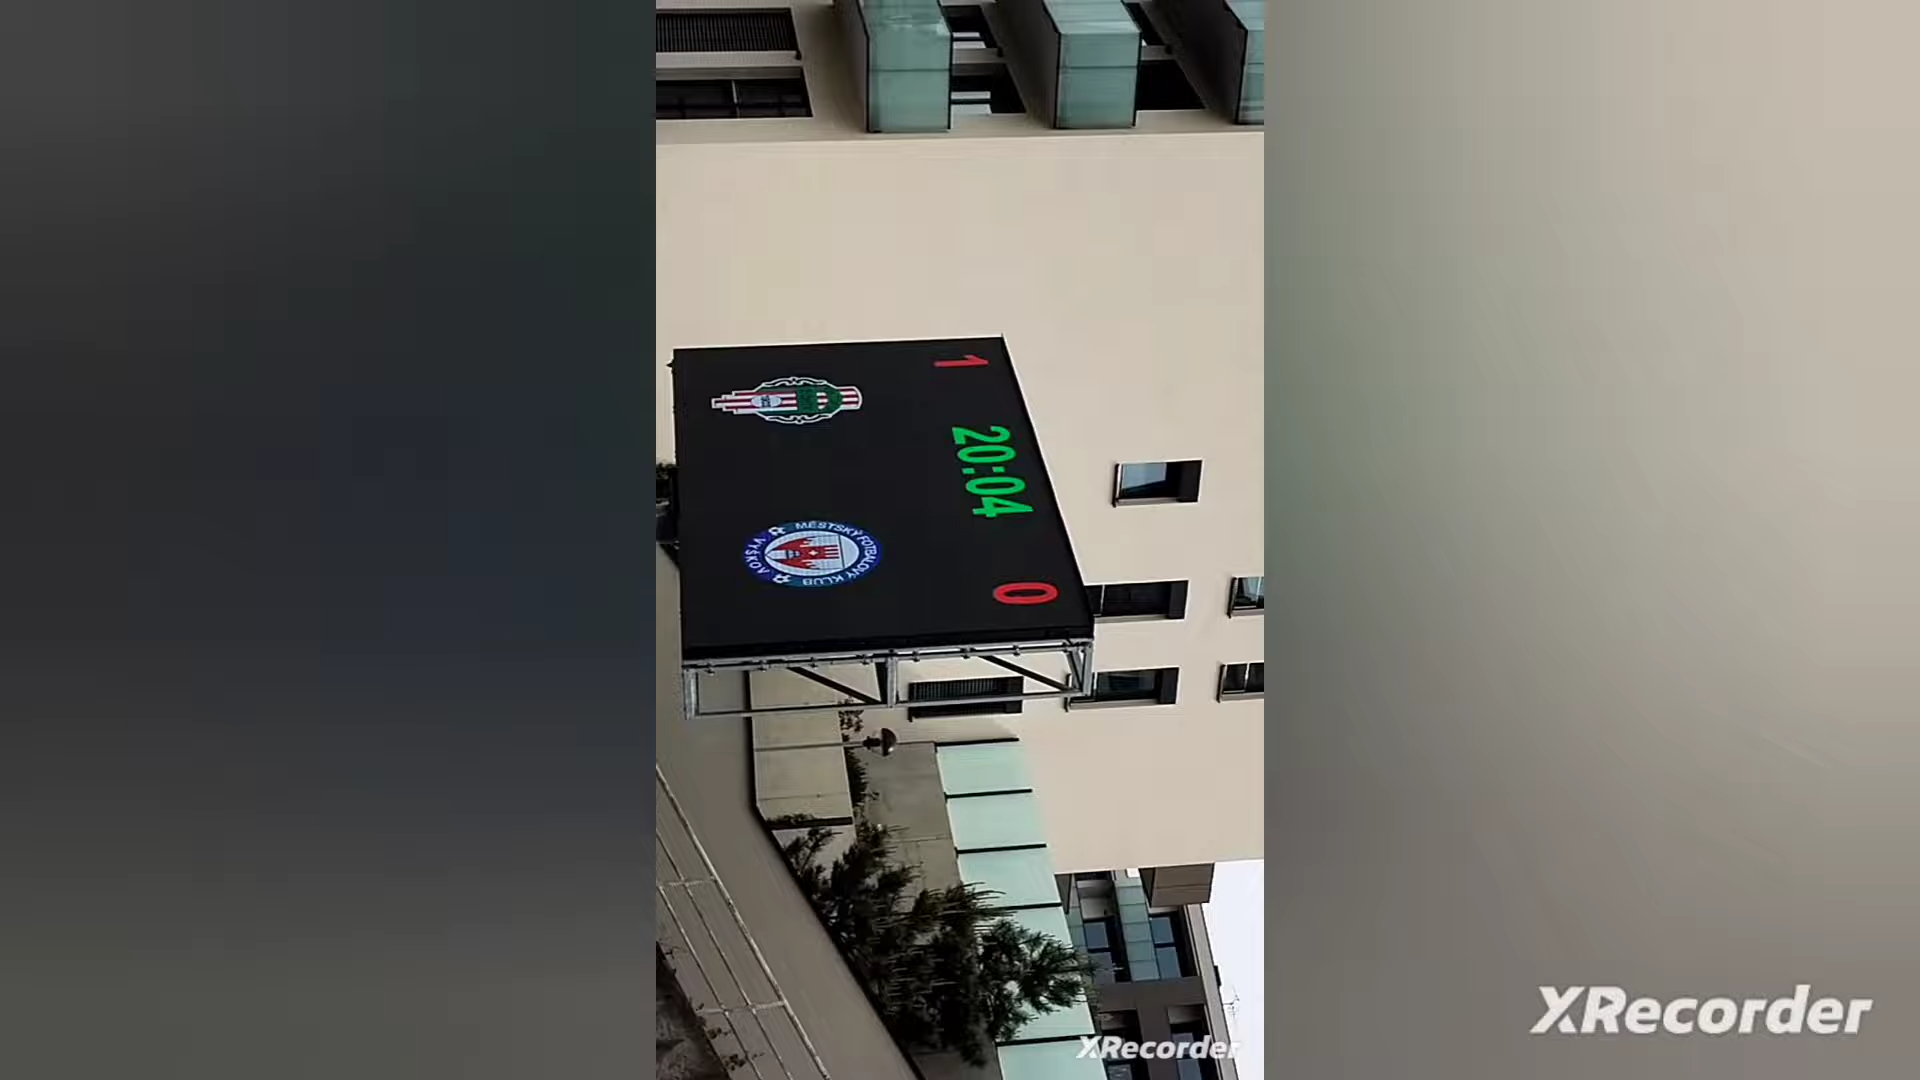 1
20:04
0
MĚSTSKÝ FOTBALOVÝ KLUB
VYŠKOV
XRecorder
XRecorder